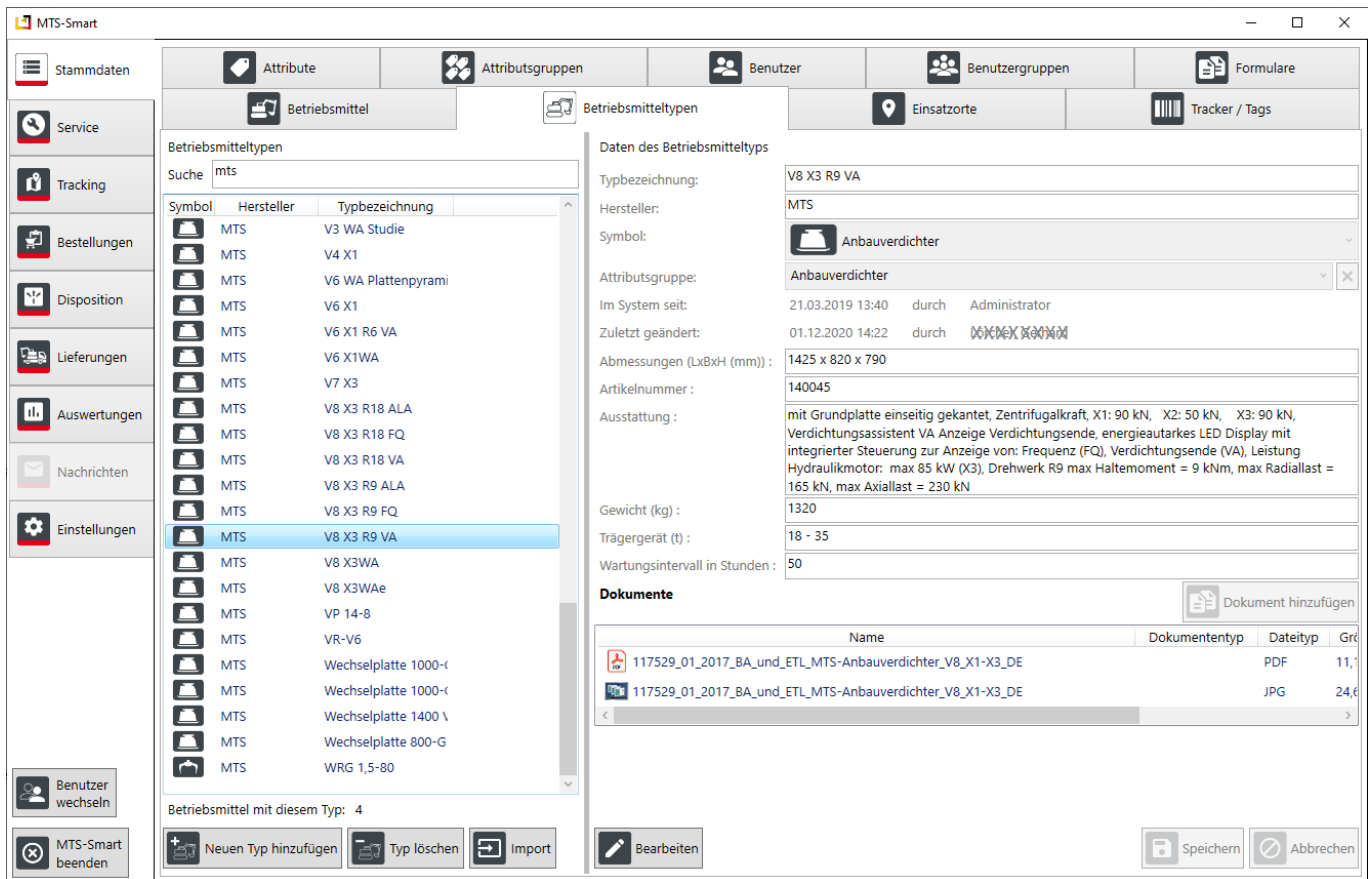 MTS-Smart
Stammdaten
Service
Tracking
Bestellungen
Disposition
Lieferungen
Auswertungen
Nachrichten
Einstellungen
Benutzer
wechseln
MTS-Smart
beenden
Attribute Attributsgruppen Benutzer Benutzergruppen Formulare
Betriebsmittel Betriebsmitteltypen Einsatzorte Tracker / Tags
Betriebsmitteltypen
Suche mts
Symbol Hersteller Typbezeichnung
MTS V3 WA Studie
MTS V4 X1
MTS V6 WA Plattenpyrami
MTS V6 X1
MTS V6 X1 R6 VA
MTS V6 X1WA
MTS V7 X3
MTS V8 X3 R18 ALA
MTS V8 X3 R18 FQ
MTS V8 X3 R18 VA
MTS V8 X3 R9 ALA
MTS V8 X3 R9 FQ
MTS V8 X3 R9 VA
MTS V8 X3WA
MTS V8 X3WAe
MTS VP 14-8
MTS VR-V6
MTS Wechselplatte 1000-
MTS Wechselplatte 1000-
MTS Wechselplatte 1400
MTS Wechselplatte 800-G
MTS WRG 1,5-80
Betriebsmittel mit diesem Typ: 4
Neuen Typ hinzufügen Typ löschen Import
Daten des Betriebsmitteltyps
Typbezeichnung: V8 X3 R9 VA
Hersteller: MTS
Symbol: Anbauverdichter
Attributsgruppe: Anbauverdichter
Im System seit: 21.03.2019 13:40 durch Administrator
Zuletzt geändert: 01.12.2020 14:22 durch
Abmessungen (LxBxH (mm)) : 1425 x 820 x 790
Artikelnummer : 140045
Ausstattung : mit Grundplatte einseitig gekantet, Zentrifugalkraft, X1: 90 kN, X2: 50 kN, X3: 90 kN,
Verdichtungsassistent VA Anzeige Verdichtungsende, energieautarkes LED Display mit
integrierter Steuerung zur Anzeige von: Frequenz (FQ), Verdichtungsende (VA), Leistung
Hydraulikmotor: max 85 kW (X3), Drehwerk R9 max Haltemoment = 9 kNm, max Radiallast =
165 kN, max Axiallast = 230 kN
Gewicht (kg) : 1320
Trägergerät (t) : 18 - 35
Wartungsintervall in Stunden : 50
Dokumente
Dokument hinzufügen
Name Dokumententyp Dateityp Grö
117529_01_2017_BA_und_ETL_MTS-Anbauverdichter_V8_X1-X3_DE PDF 11,1
117529_01_2017_BA_und_ETL_MTS-Anbauverdichter_V8_X1-X3_DE JPG 24,6
Bearbeiten Speichern Abbrechen